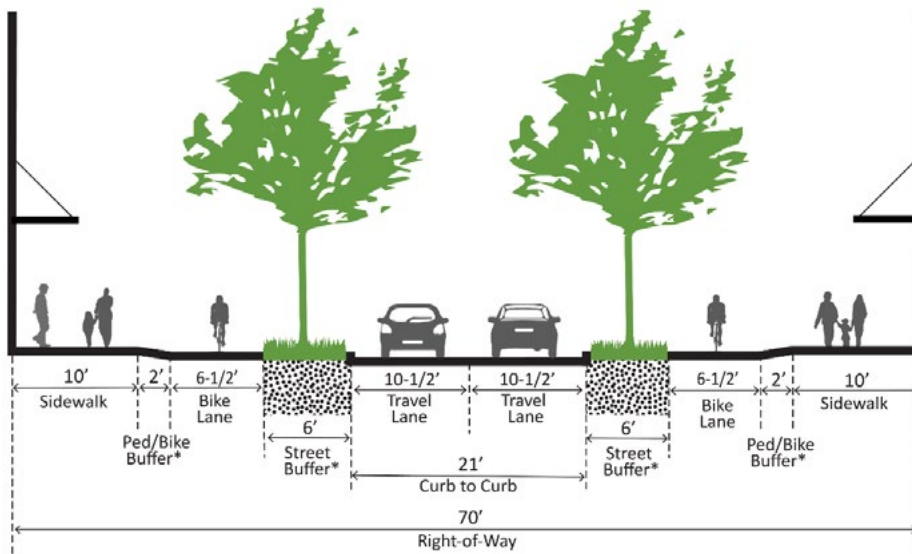 10'
Sidewalk
2'
Ped/Bike
Buffer*
6-1/2'
Bike
Lane
6'
Street
Buffer*
10-1/2'
Travel
Lane
10-1/2'
Travel
Lane
6'
Street
Buffer*
6-1/2'
Bike
Lane
2'
Ped/Bike
Buffer*
10'
Sidewalk
21'
Curb to Curb
70'
Right-of-Way